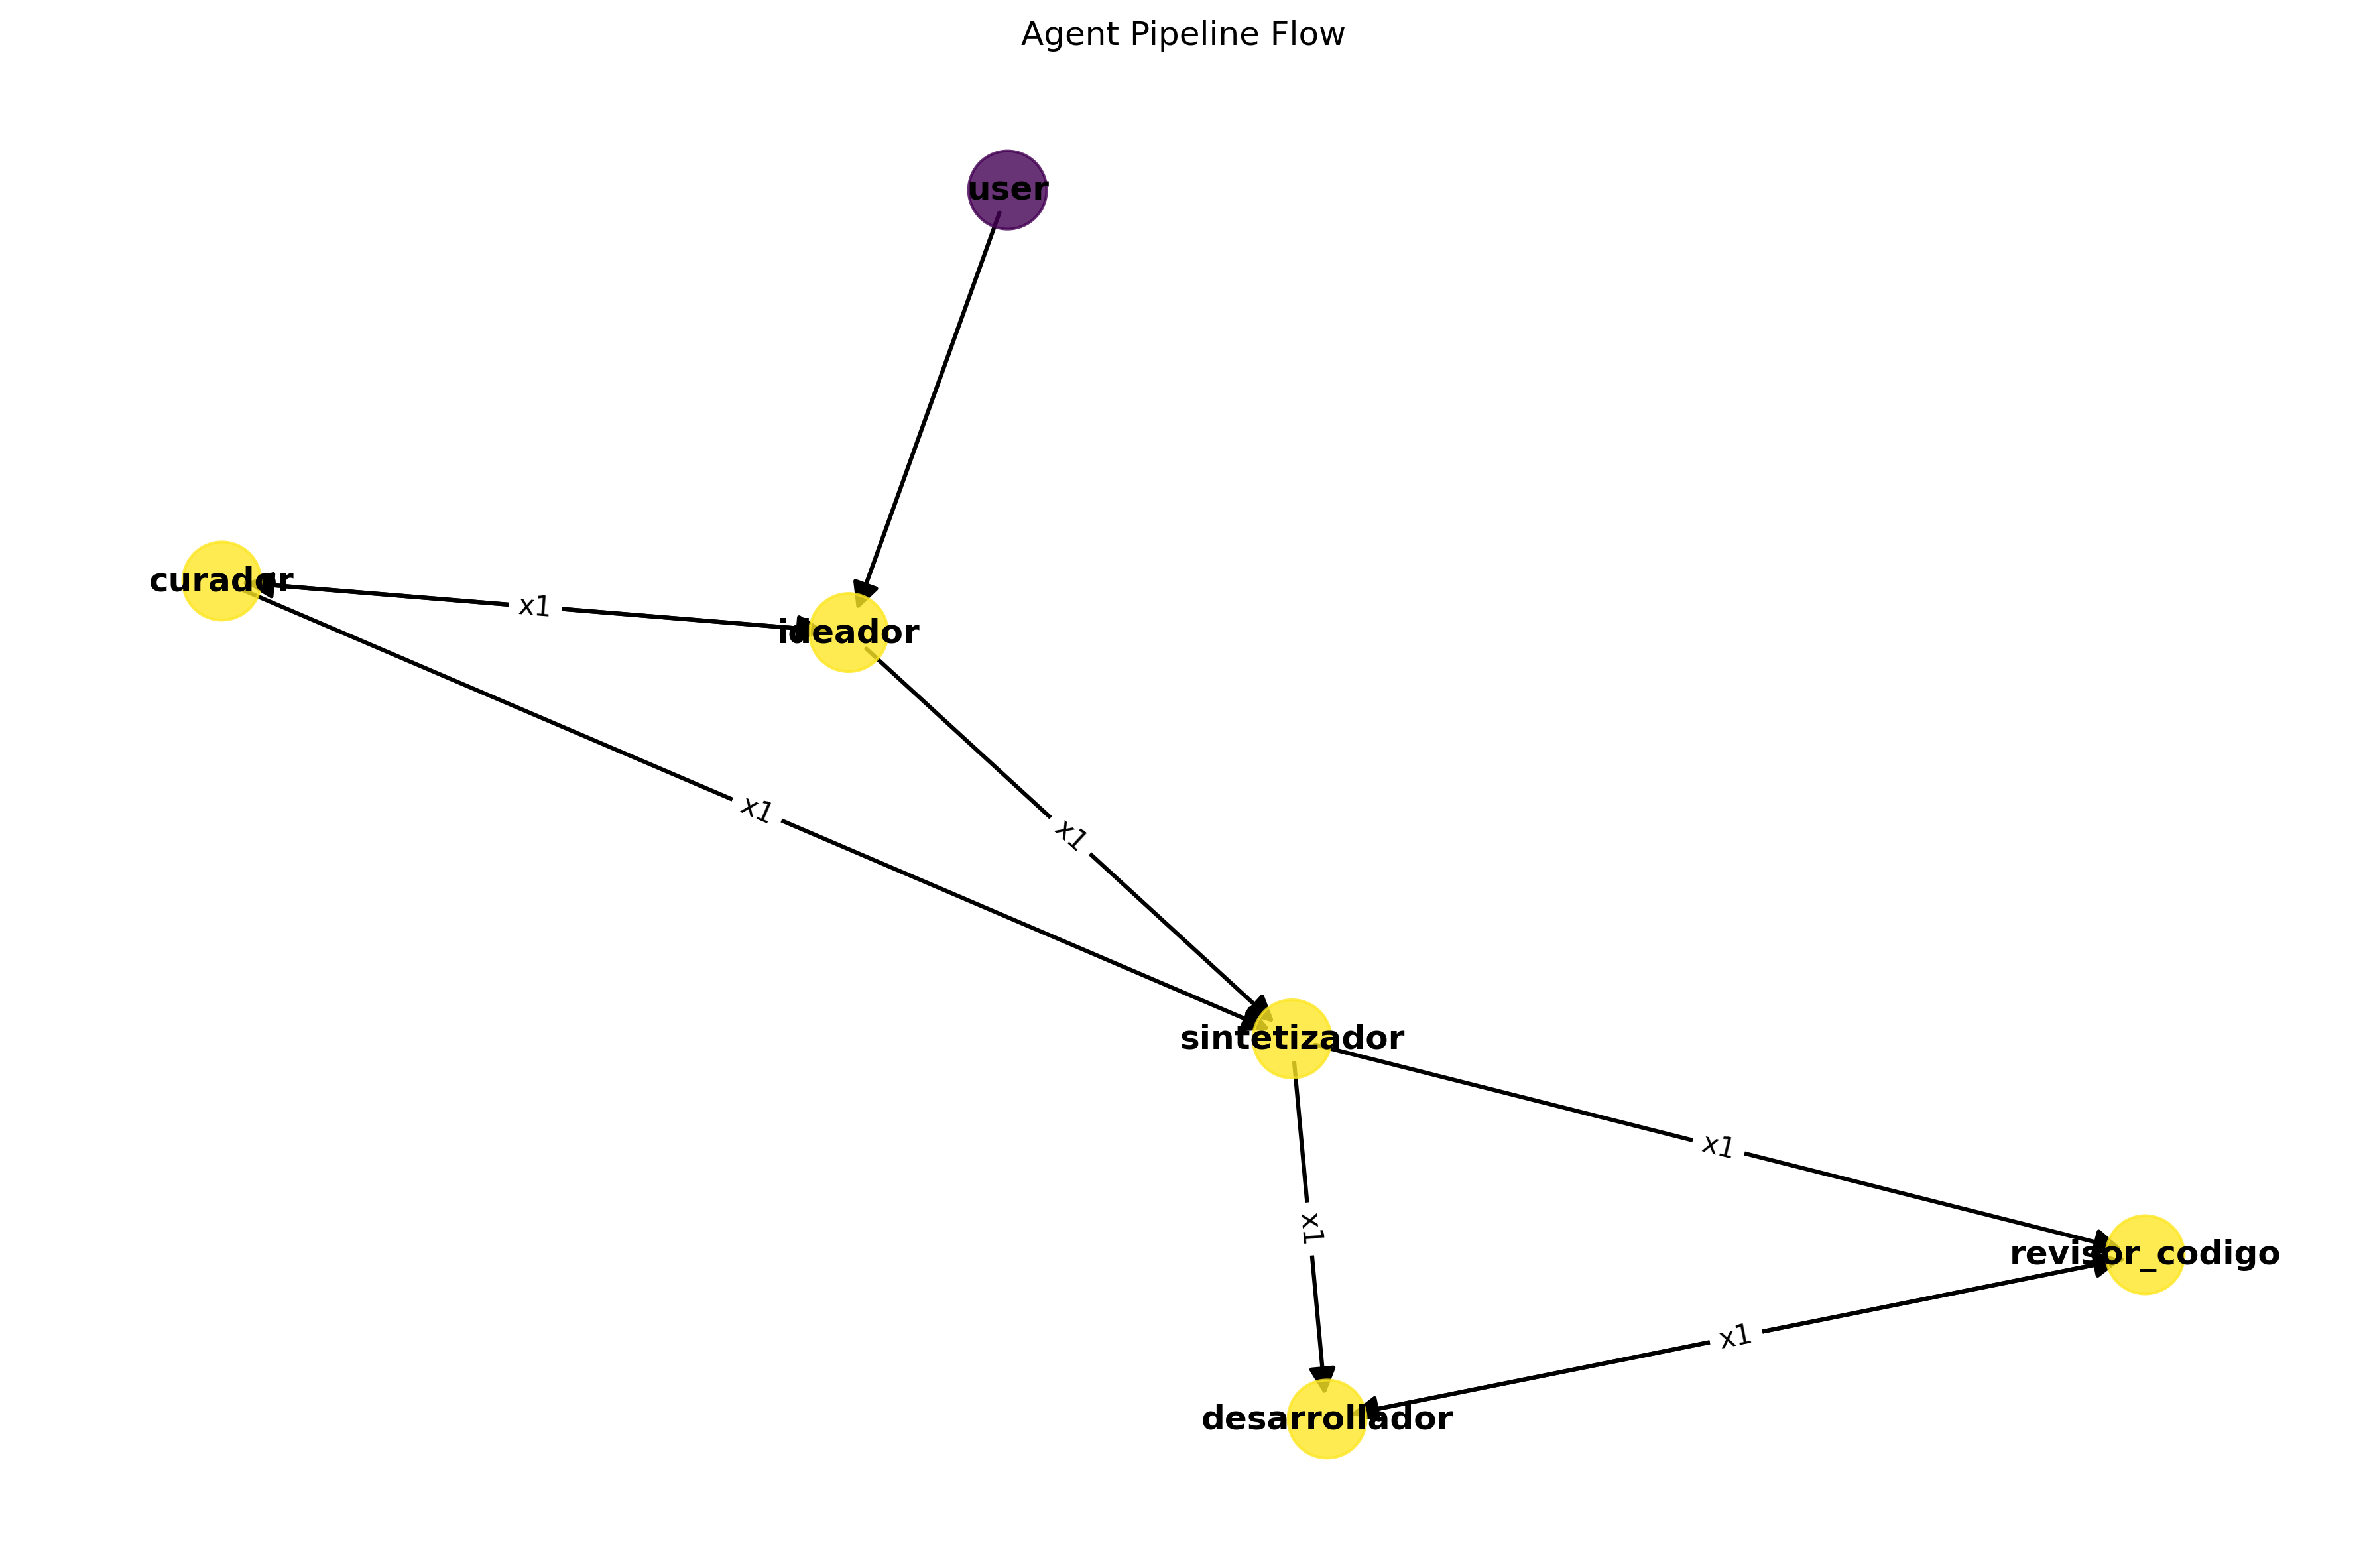 Agent Pipeline Flow
user
curador
x1
ideador
x1
x1
sintetizador
x1
x1
revisor_codigo
x1
desarrollador